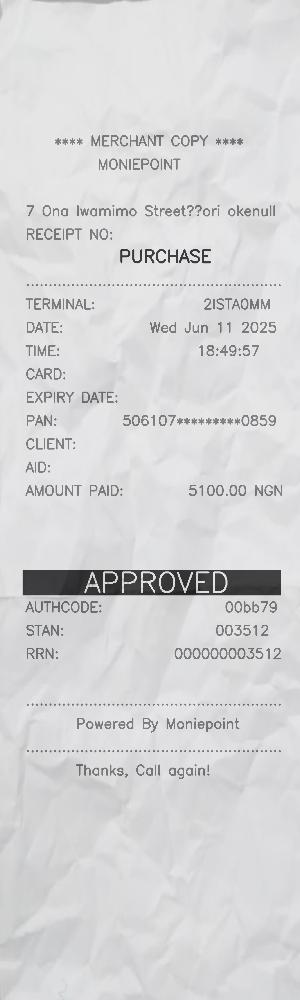 **** MERCHANT COPY ****
MONIEPOINT
7 Ona Iwamimo Street??ori okenull
RECEIPT NO:
PURCHASE
TERMINAL: 2ISTA0MM
DATE: Wed Jun 11 2025
TIME: 18:49:57
CARD:
EXPIRY DATE:
PAN: 506107*********0859
CLIENT:
AID:
AMOUNT PAID: 5100.00 NGN
APPROVED
AUTHCODE: 00bb79
STAN: 003512
RRN: 000000003512
Powered By Moniepoint
Thanks, Call again!